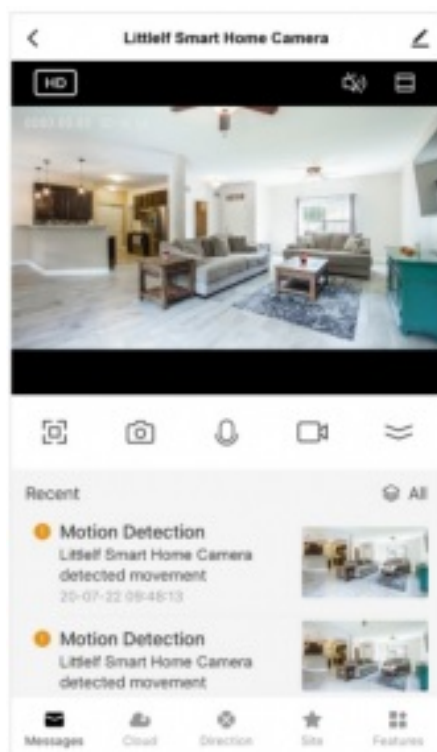 Littlelf Smart Home Camera
HD
Recent
All
Motion Detection
Littlelf Smart Home Camera
detected movement
20-07-22 09:48:13
Motion Detection
Littlelf Smart Home Camera
detected movement
Messages
Cloud
Direction
Site
Features